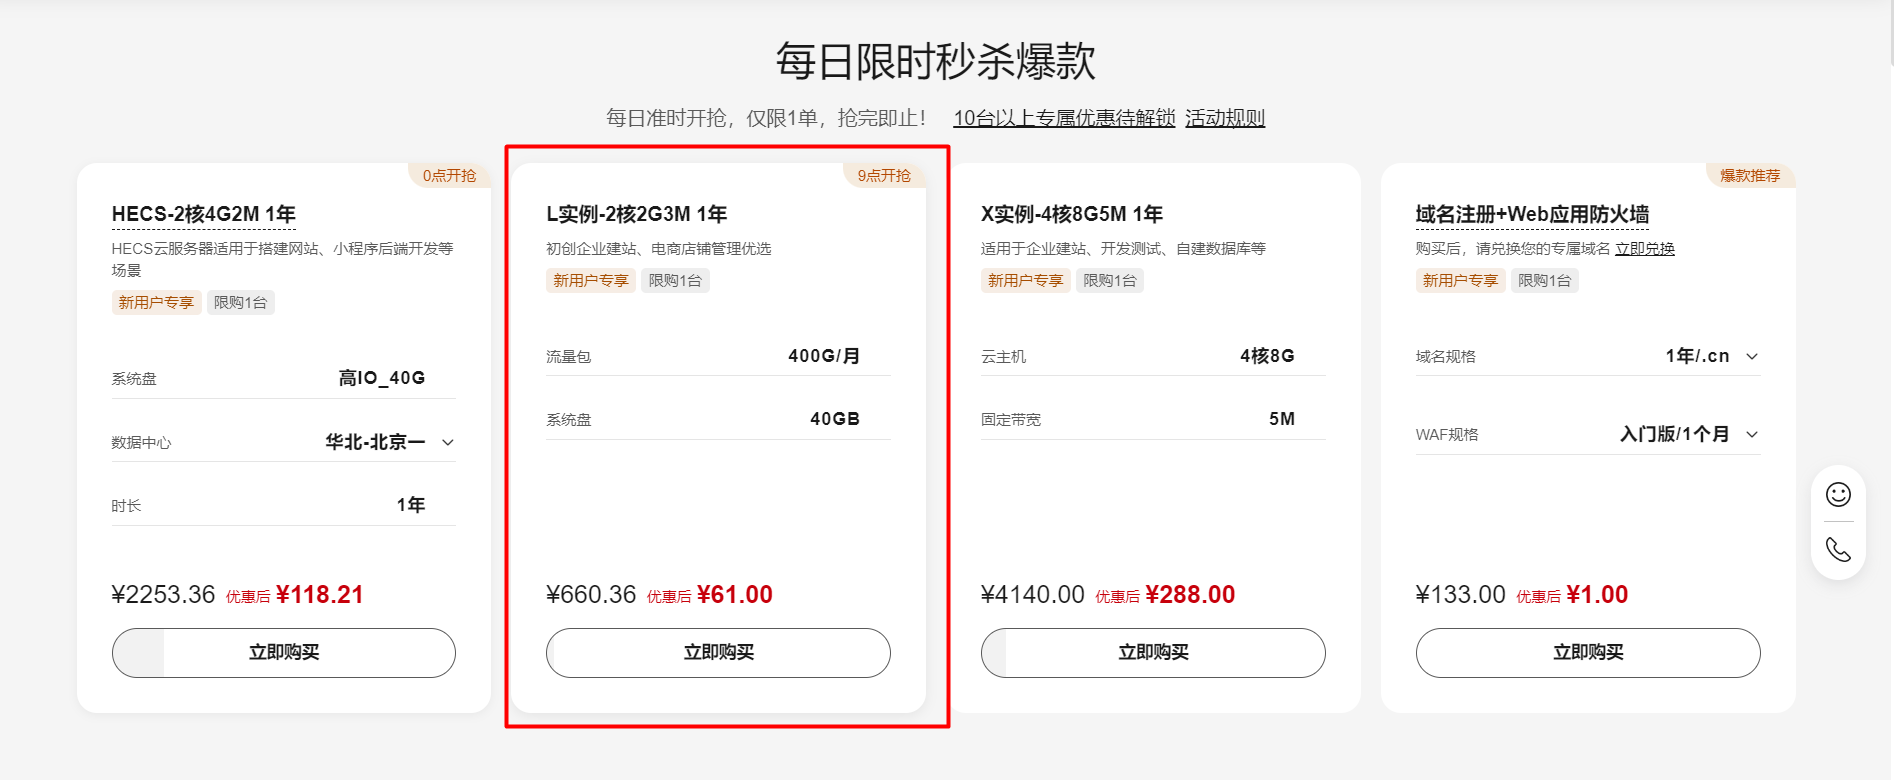 每日限时秒杀爆款
每日准时开抢，仅限1单，抢完即止！ 10台以上专属优惠待解锁 活动规则
0点开抢
HECS-2核4G2M 1年
HECS云服务器适用于搭建网站、小程序后端开发等
场景
新用户专享 限购1台
系统盘 高IO_40G
数据中心 华北-北京一
时长 1年
¥2253.36 优惠后 ¥118.21
立即购买
9点开抢
L实例-2核2G3M 1年
初创企业建站、电商店铺管理优选
新用户专享 限购1台
流量包 400G/月
系统盘 40GB
¥660.36 优惠后 ¥61.00
立即购买
X实例-4核8G5M 1年
适用于企业建站、开发测试、自建数据库等
新用户专享 限购1台
云主机 4核8G
固定带宽 5M
¥4140.00 优惠后 ¥288.00
立即购买
爆款推荐
域名注册+Web应用防火墙
购买后，请兑换您的专属域名 立即兑换
新用户专享 限购1台
域名规格 1年/.cn
WAF规格 入门版/1个月
¥133.00 优惠后 ¥1.00
立即购买